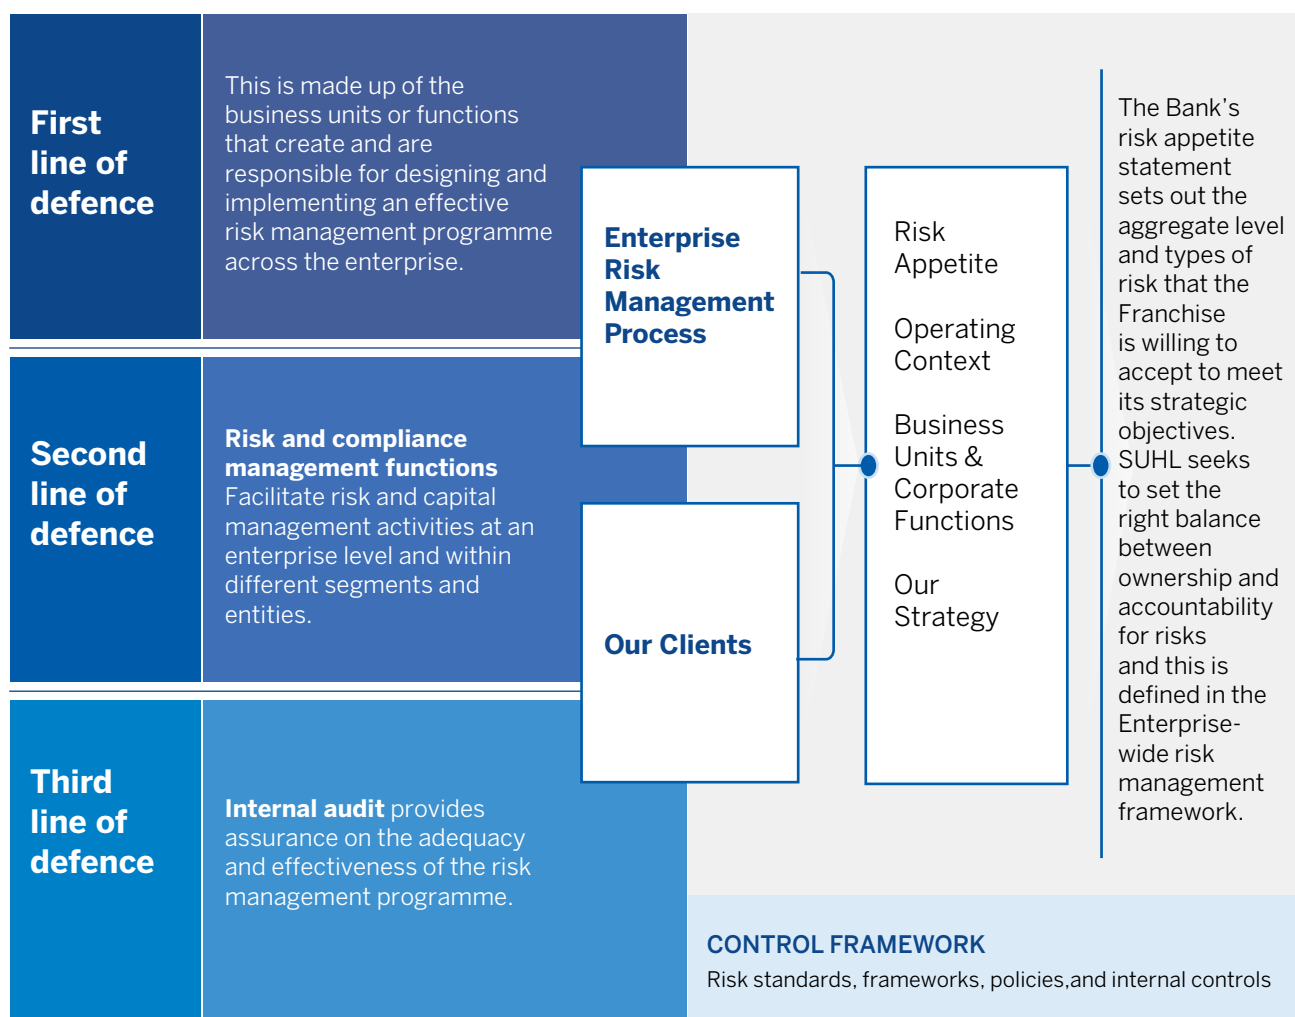 First
line of
defence
This is made up of the
business units or functions
that create and are
responsible for designing and
implementing an effective
risk management programme
across the enterprise.
Second
line of
defence
Risk and compliance
management functions
Facilitate risk and capital
management activities at an
enterprise level and within
different segments and
entities.
Third
line of
defence
Internal audit provides
assurance on the adequacy
and effectiveness of the risk
management programme.
Enterprise
Risk
Management
Process
Our Clients
Risk
Appetite
Operating
Context
Business
Units &
Corporate
Functions
Our
Strategy
The Bank’s
risk appetite
statement
sets out the
aggregate level
and types of
risk that the
Franchise
is willing to
accept to meet
its strategic
objectives.
SUHL seeks
to set the
right balance
between
ownership and
accountability
for risks
and this is
defined in the
Enterprise-
wide risk
management
framework.
CONTROL FRAMEWORK
Risk standards, frameworks, policies,and internal controls